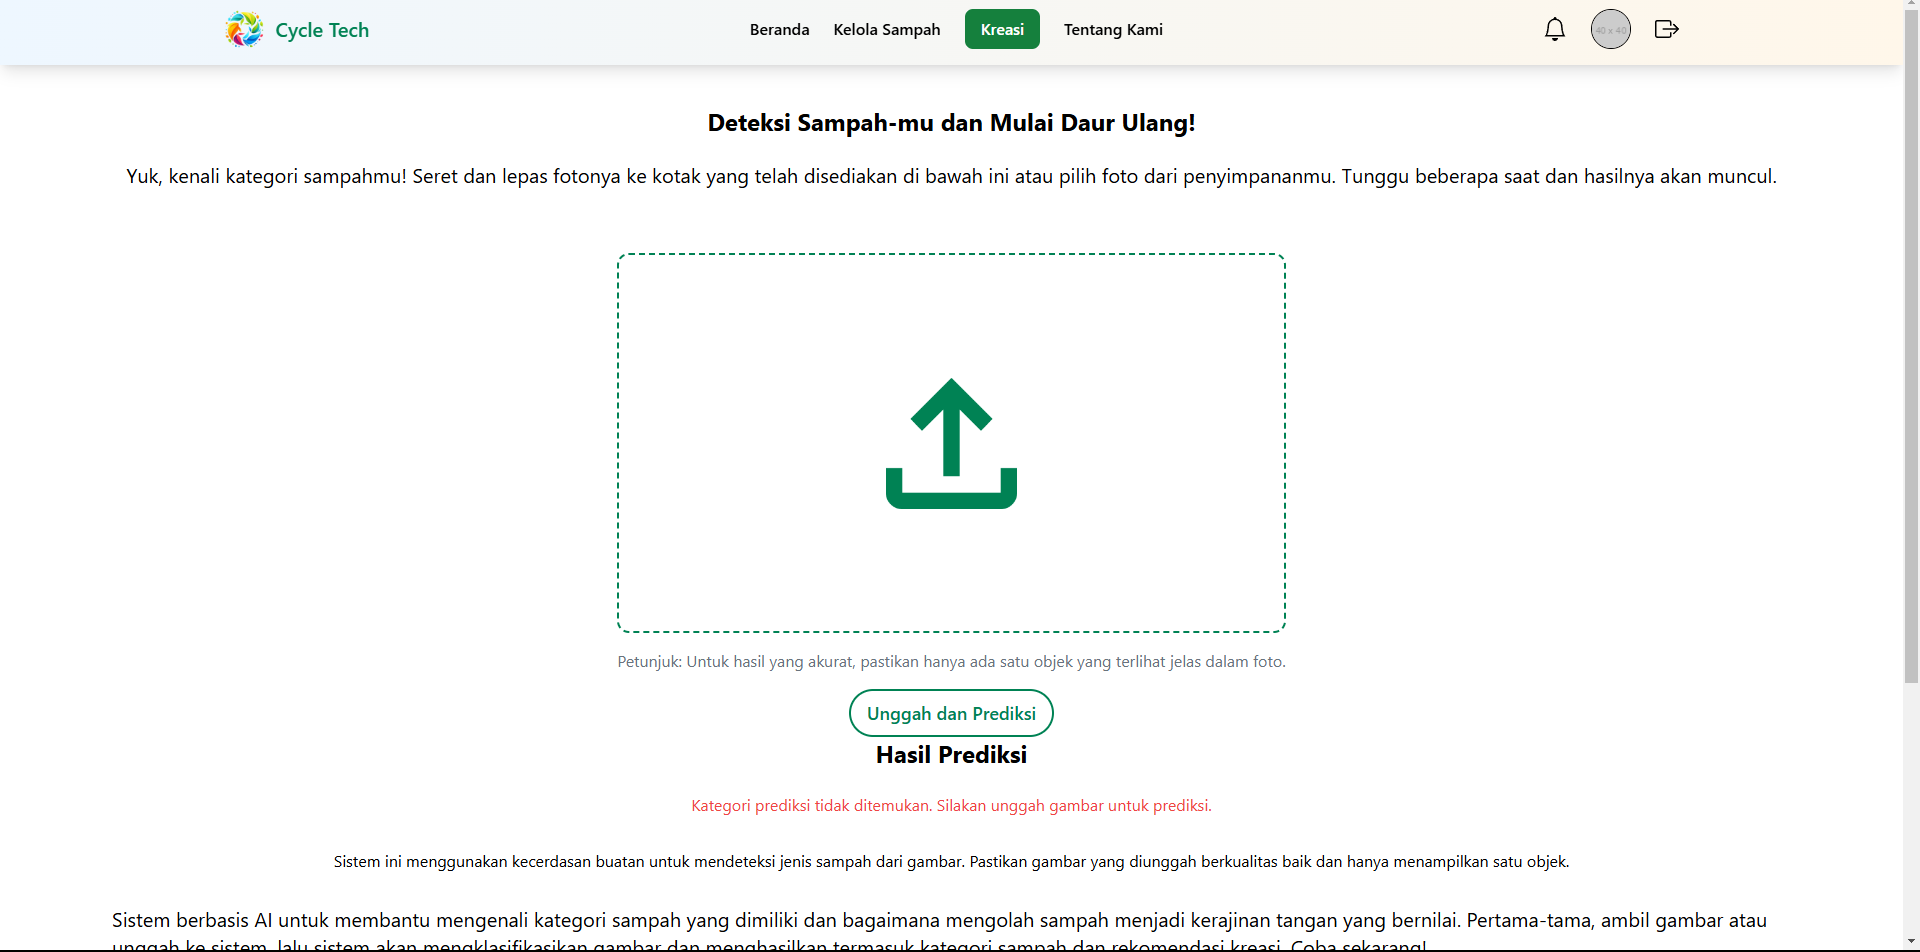 Cycle Tech
Beranda
Kelola Sampah
Kreasi
Tentang Kami
40 x 40
Deteksi Sampah-mu dan Mulai Daur Ulang!
Yuk, kenali kategori sampahmu! Seret dan lepas fotonya ke kotak yang telah disediakan di bawah ini atau pilih foto dari penyimpananmu. Tunggu beberapa saat dan hasilnya akan muncul.
Petunjuk: Untuk hasil yang akurat, pastikan hanya ada satu objek yang terlihat jelas dalam foto.
Unggah dan Prediksi
Hasil Prediksi
Kategori prediksi tidak ditemukan. Silakan unggah gambar untuk prediksi.
Sistem ini menggunakan kecerdasan buatan untuk mendeteksi jenis sampah dari gambar. Pastikan gambar yang diunggah berkualitas baik dan hanya menampilkan satu objek.
Sistem berbasis AI untuk membantu mengenali kategori sampah yang dimiliki dan bagaimana mengolah sampah menjadi kerajinan tangan yang bernilai. Pertama-tama, ambil gambar atau
unggah ke sistem, lalu sistem akan mengklasifikasikan gambar dan menghasilkan termasuk kategori sampah dan rekomendasi kreasi. Coba sekarang!